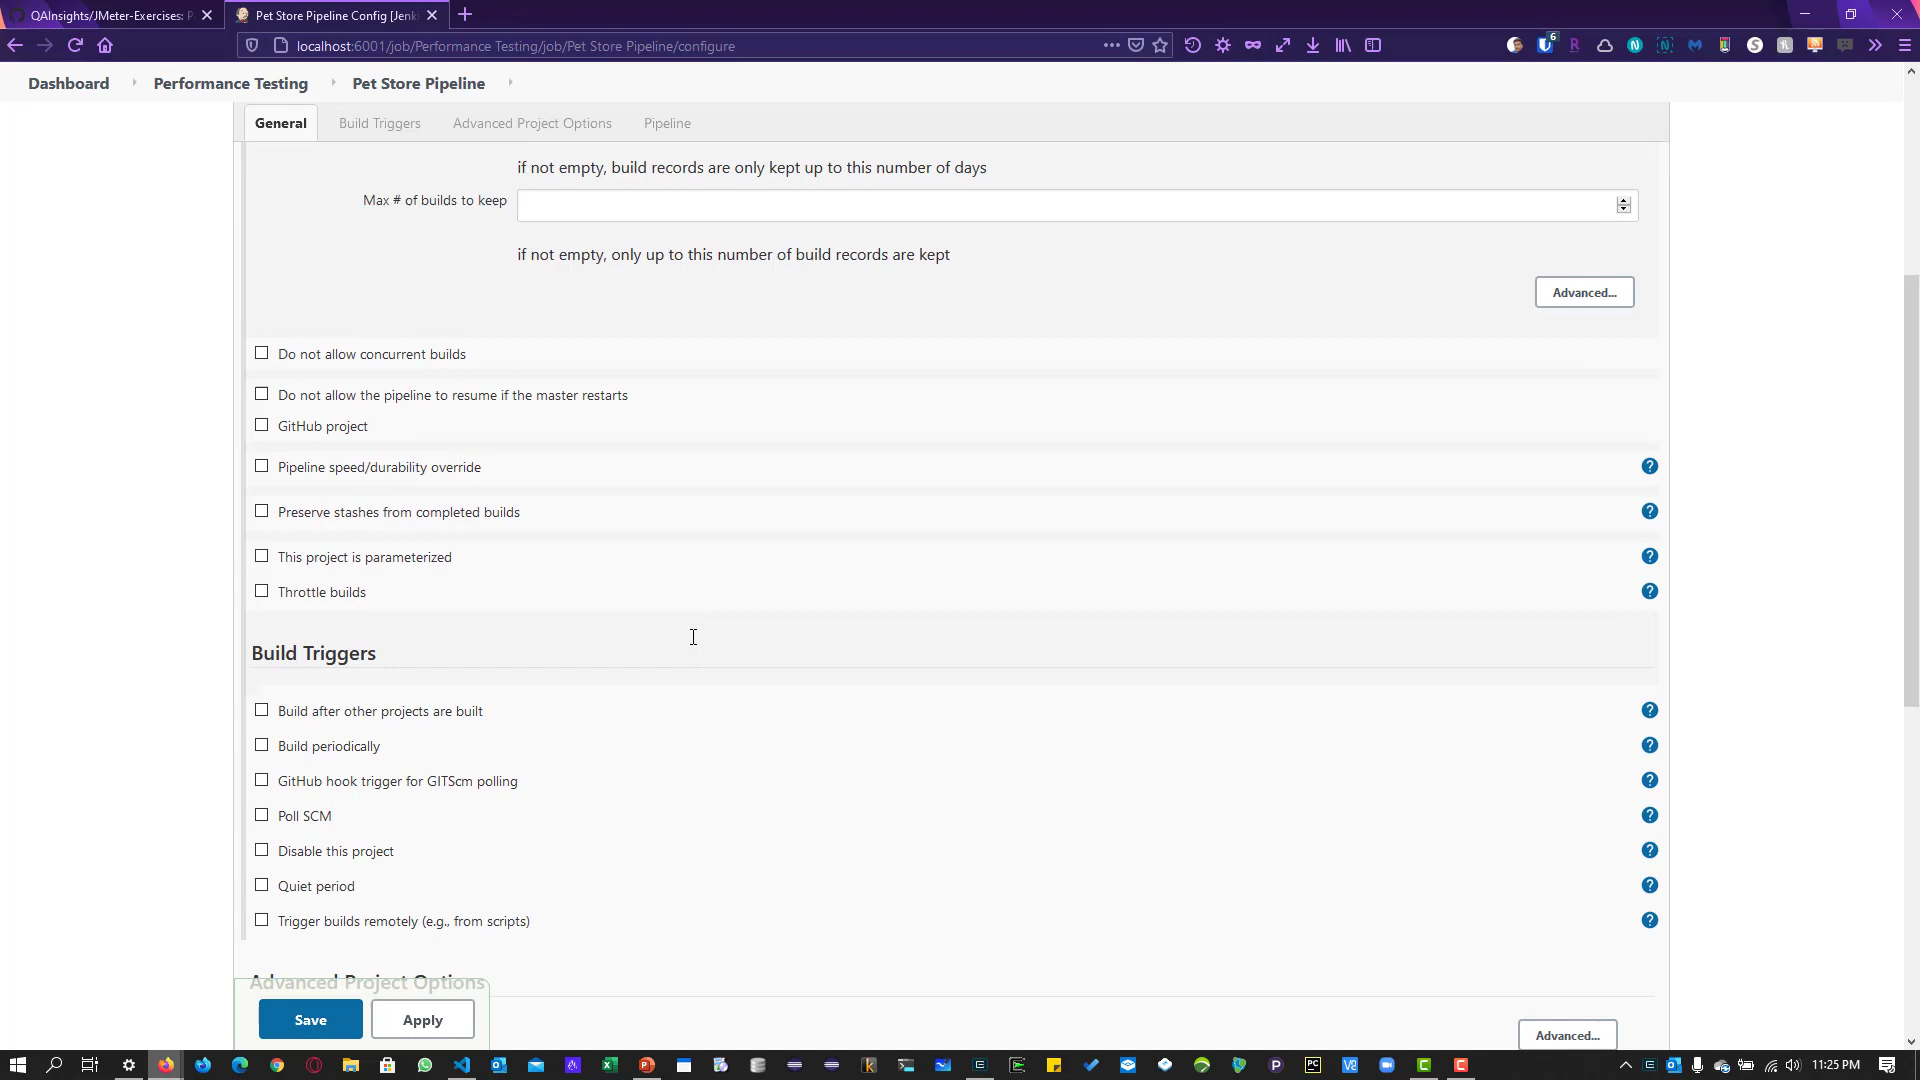 QAInsights/JMeter-Exercises: P
Pet Store Pipeline Config [Jenki
localhost:6001/job/Performance Testing/job/Pet Store Pipeline/configure
6
Dashboard
Performance Testing
Pet Store Pipeline
General
Build Triggers
Advanced Project Options
Pipeline
if not empty, build records are only kept up to this number of days
Max # of builds to keep
if not empty, only up to this number of build records are kept
Advanced...
Do not allow concurrent builds
Do not allow the pipeline to resume if the master restarts
GitHub project
Pipeline speed/durability override
Preserve stashes from completed builds
This project is parameterized
Throttle builds
Build Triggers
Build after other projects are built
Build periodically
GitHub hook trigger for GITScm polling
Poll SCM
Disable this project
Quiet period
Trigger builds remotely (e.g., from scripts)
Advanced Project Options
Save
Apply
Advanced...
11:25 PM